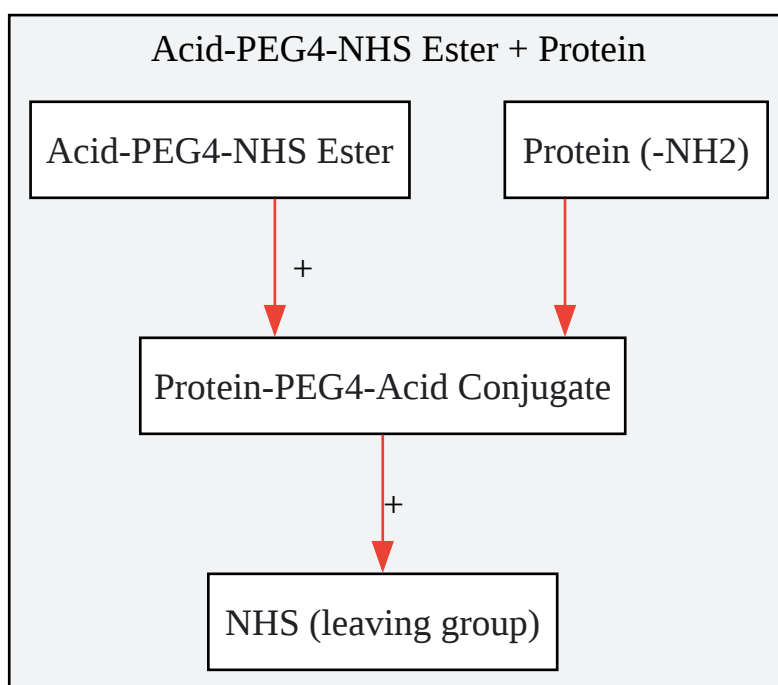 Acid-PEG4-NHS Ester + Protein
Acid-PEG4-NHS Ester
Protein (-NH2)
+
Protein-PEG4-Acid Conjugate
+
NHS (leaving group)